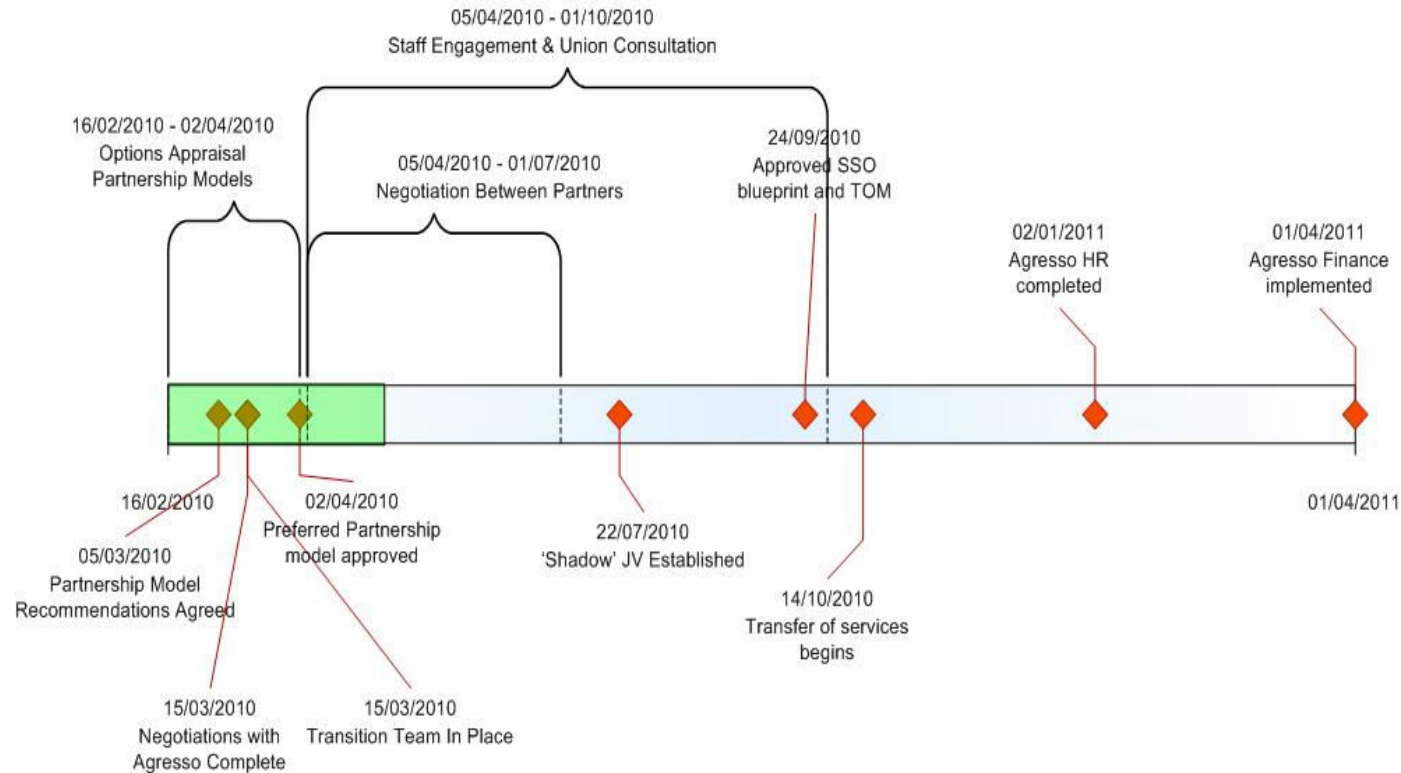 05/04/2010 - 01/10/2010
Staff Engagement & Union Consultation
16/02/2010 - 02/04/2010
Options Appraisal
Partnership Models
05/04/2010 - 01/07/2010
Negotiation Between Partners
24/09/2010
Approved SSO
blueprint and TOM
02/01/2011
Agresso HR
completed
01/04/2011
Agresso Finance
implemented
16/02/2010
01/04/2011
05/03/2010
Partnership Model
Recommendations Agreed
02/04/2010
Preferred Partnership
model approved
22/07/2010
'Shadow' JV Established
14/10/2010
Transfer of services
begins
15/03/2010
Negotiations with
Agresso Complete
15/03/2010
Transition Team In Place